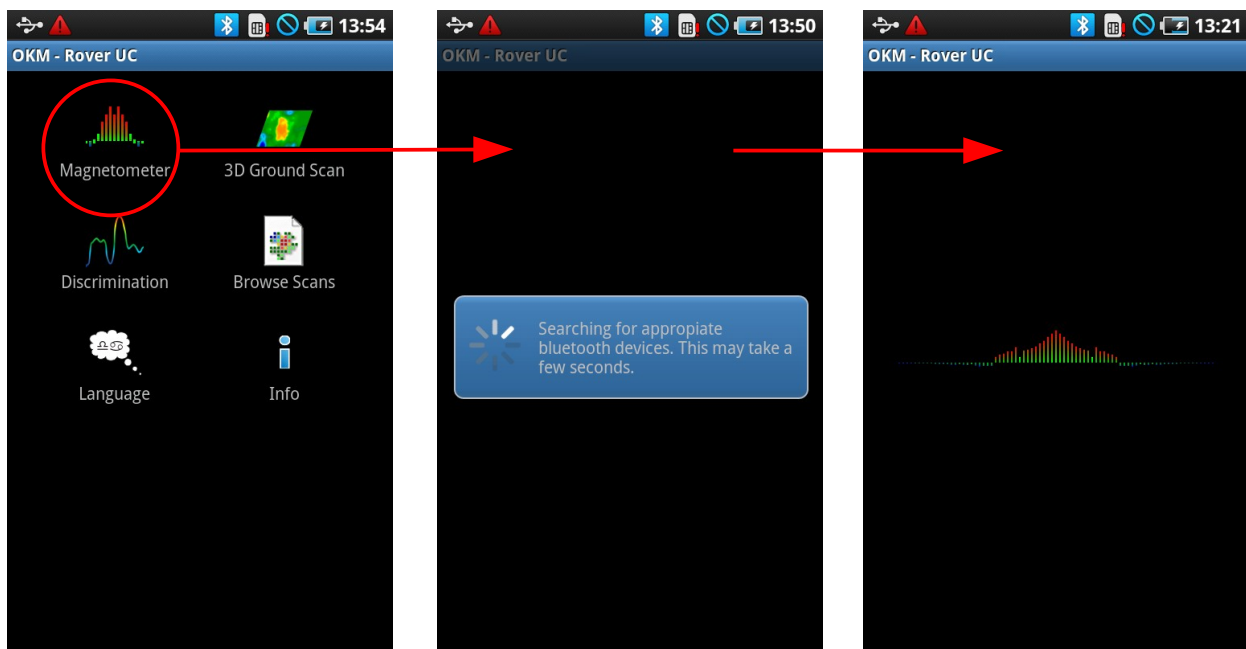 13:54
OKM - Rover UC
Magnetometer
3D Ground Scan
Discrimination
Browse Scans
Language
Info
13:50
OKM - Rover UC
Searching for appropiate
bluetooth devices. This may take a
few seconds.
13:21
OKM - Rover UC